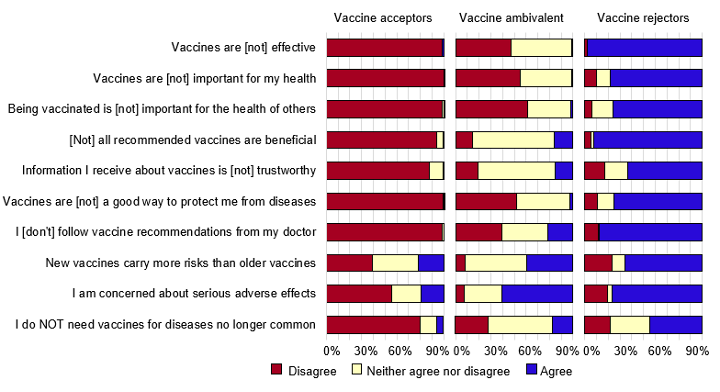 Vaccine acceptors Vaccine ambivalent Vaccine rejectors
Vaccines are [not] effective
Vaccines are [not] important for my health
Being vaccinated is [not] important for the health of others
[Not] all recommended vaccines are beneficial
Information I receive about vaccines is [not] trustworthy
Vaccines are [not] a good way to protect me from diseases
I [don't] follow vaccine recommendations from my doctor
New vaccines carry more risks than older vaccines
I am concerned about serious adverse effects
I do NOT need vaccines for diseases no longer common
0% 30% 60% 90% 0% 30% 60% 90% 0% 30% 60% 90%
Disagree Neither agree nor disagree Agree